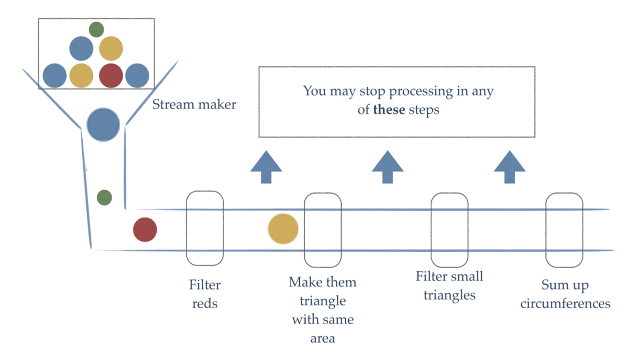 You may stop processing in any
of these steps
Stream maker
Filter
reds
Make them
triangle
with same
area
Filter small
triangles
Sum up
circumferences